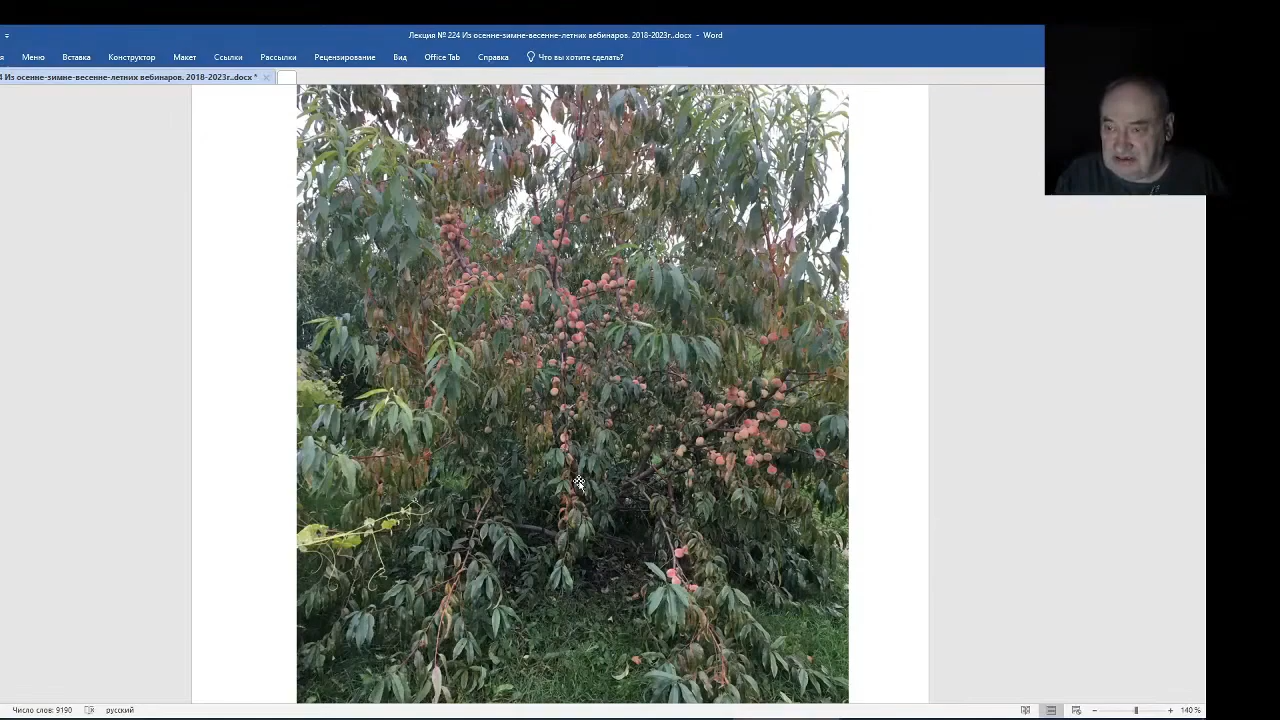 Лекция № 224 Из осенне-зимне-весенне-летних вебинаров. 2018-2023г..docx - Word
Меню Вставка Конструктор Макет Ссылки Рассылки Рецензирование Вид Office Tab Справка Что вы хотите сделать?
4 Из осенне-зимне-весенне-летних вебинаров. 2018-2023г..docx *
Число слов: 9190 русский 140 %